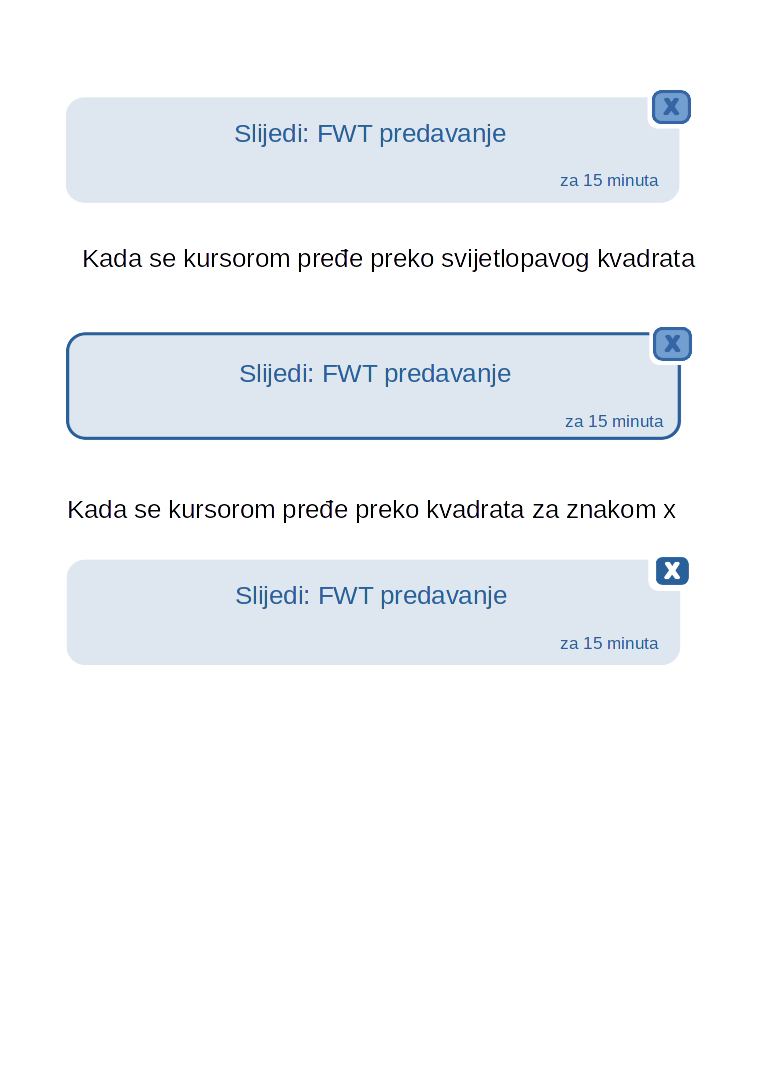 X
Slijedi: FWT predavanje
za 15 minuta
Kada se kursorom pređe preko svijetlopavog kvadrata
X
Slijedi: FWT predavanje
za 15 minuta
Kada se kursorom pređe preko kvadrata za znakom x
X
Slijedi: FWT predavanje
za 15 minuta